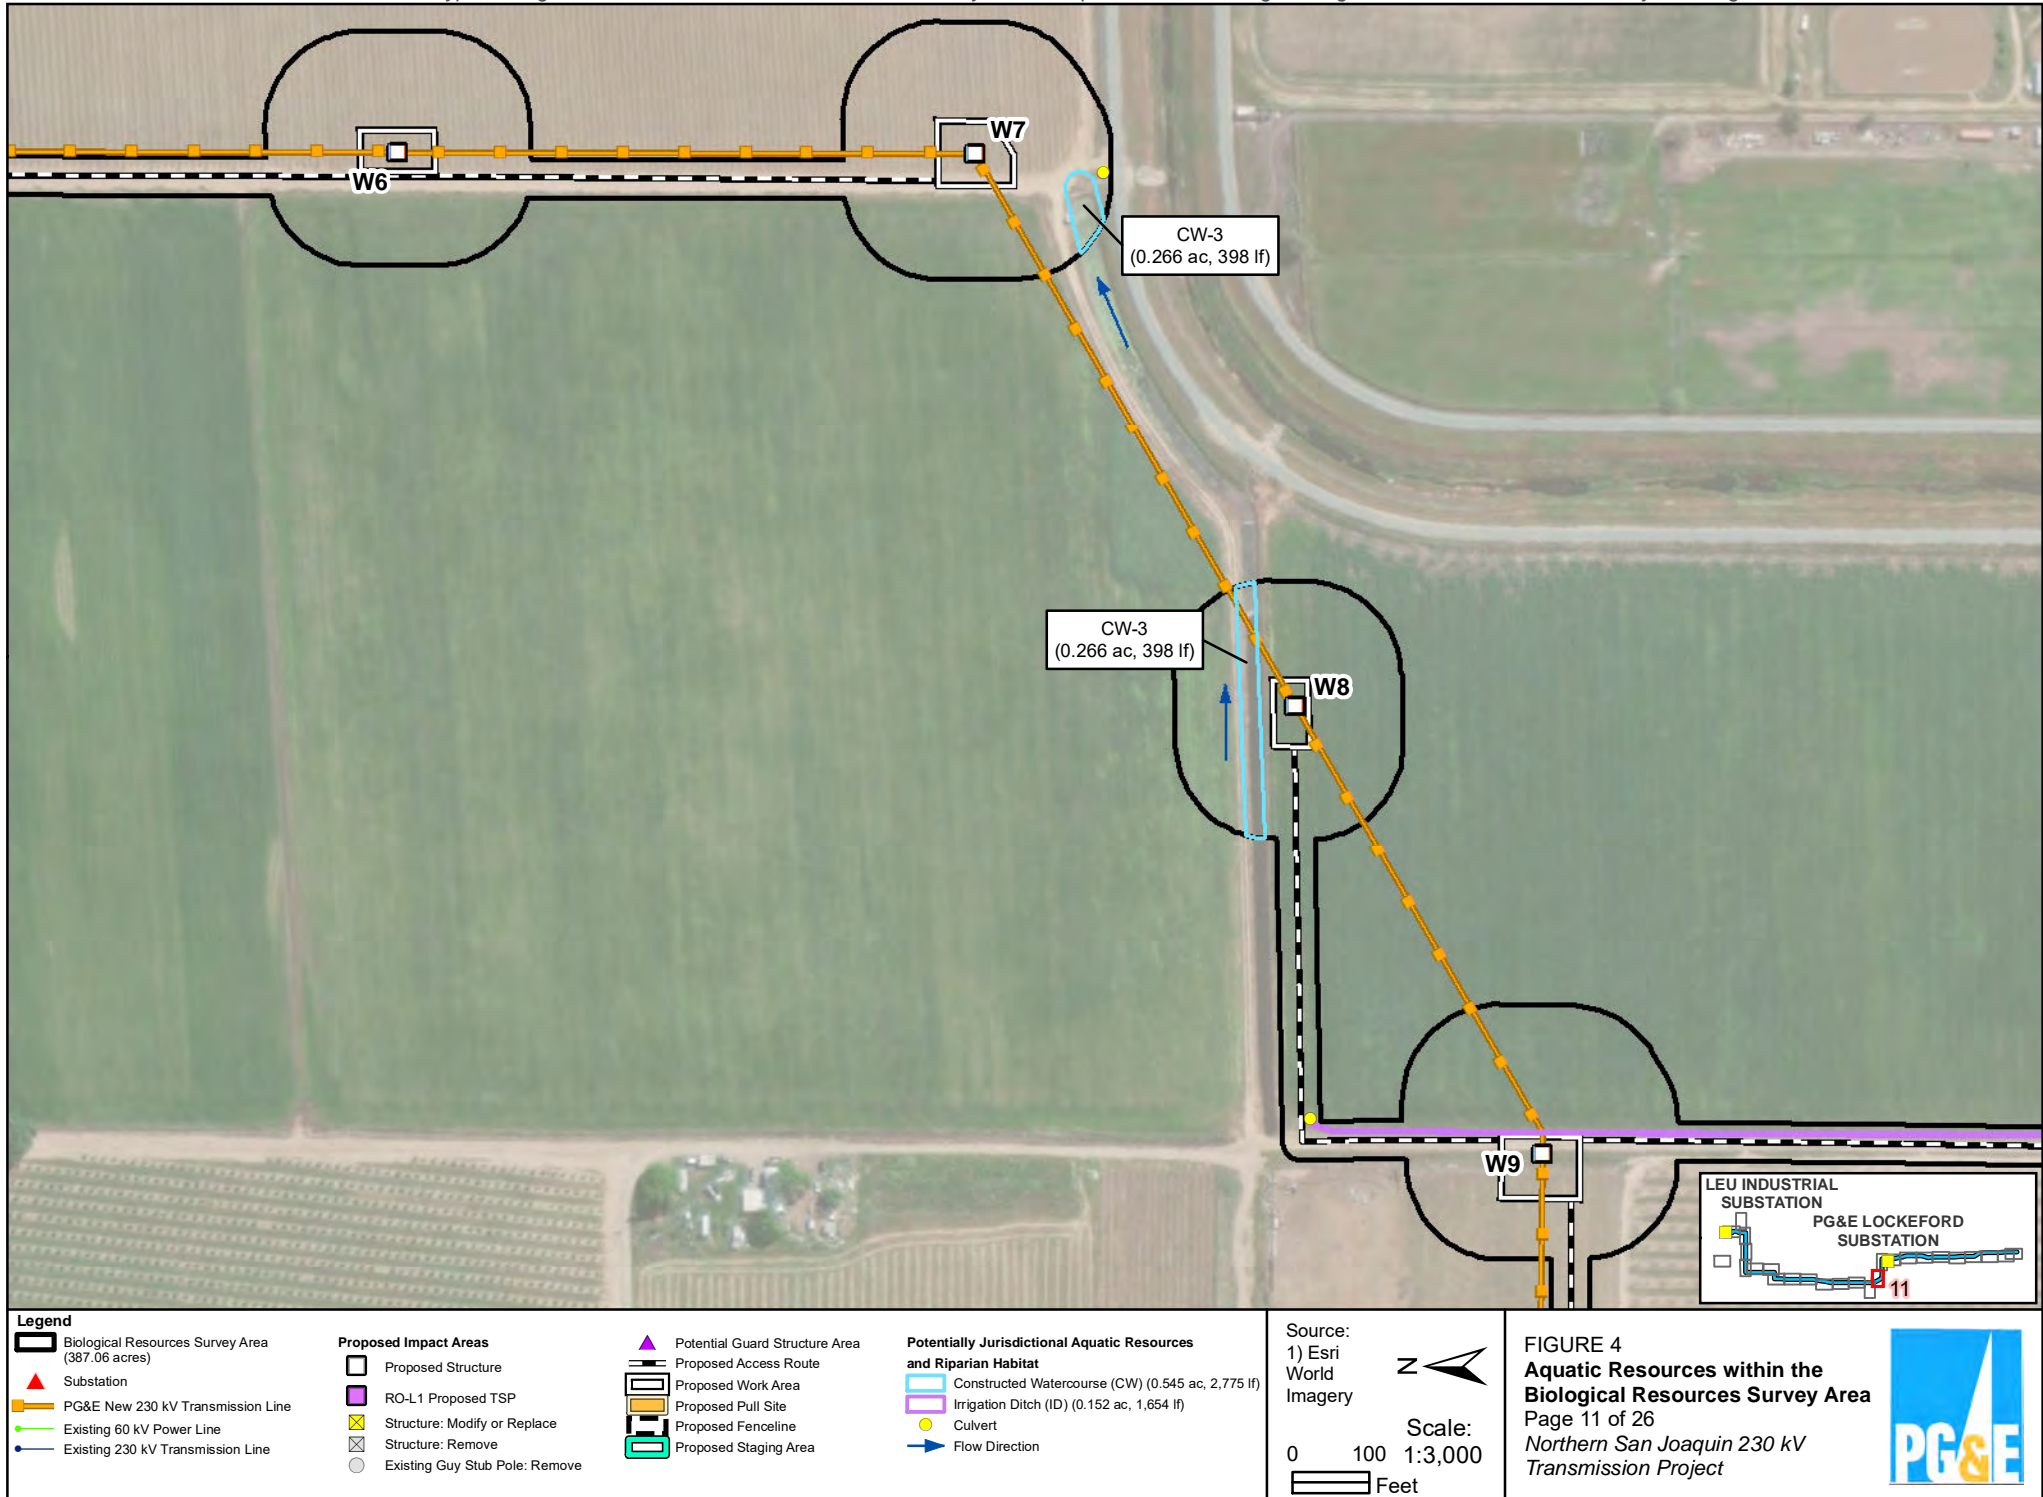 W6
W7
CW-3
(0.266 ac, 398 lf)
CW-3
(0.266 ac, 398 lf)
W8
W9
LEU INDUSTRIAL
SUBSTATION
PG&E LOCKEFORD
SUBSTATION
11
Legend
Biological Resources Survey Area
(387.06 acres)
Substation
PG&E New 230 kV Transmission Line
Existing 60 kV Power Line
Existing 230 kV Transmission Line
Proposed Impact Areas
Proposed Structure
RO-L1 Proposed TSP
Structure: Modify or Replace
Structure: Remove
Existing Guy Stub Pole: Remove
Potential Guard Structure Area
Proposed Access Route
Proposed Work Area
Proposed Pull Site
Proposed Fenceline
Proposed Staging Area
Potentially Jurisdictional Aquatic Resources
and Riparian Habitat
Constructed Watercourse (CW) (0.545 ac, 2,775 lf)
Irrigation Ditch (ID) (0.152 ac, 1,654 lf)
Culvert
Flow Direction
Source:
1) Esri
World
Imagery
N
Scale:
1:3,000
0 100
Feet
FIGURE 4
Aquatic Resources within the
Biological Resources Survey Area
Page 11 of 26
Northern San Joaquin 230 kV
Transmission Project
PG&E